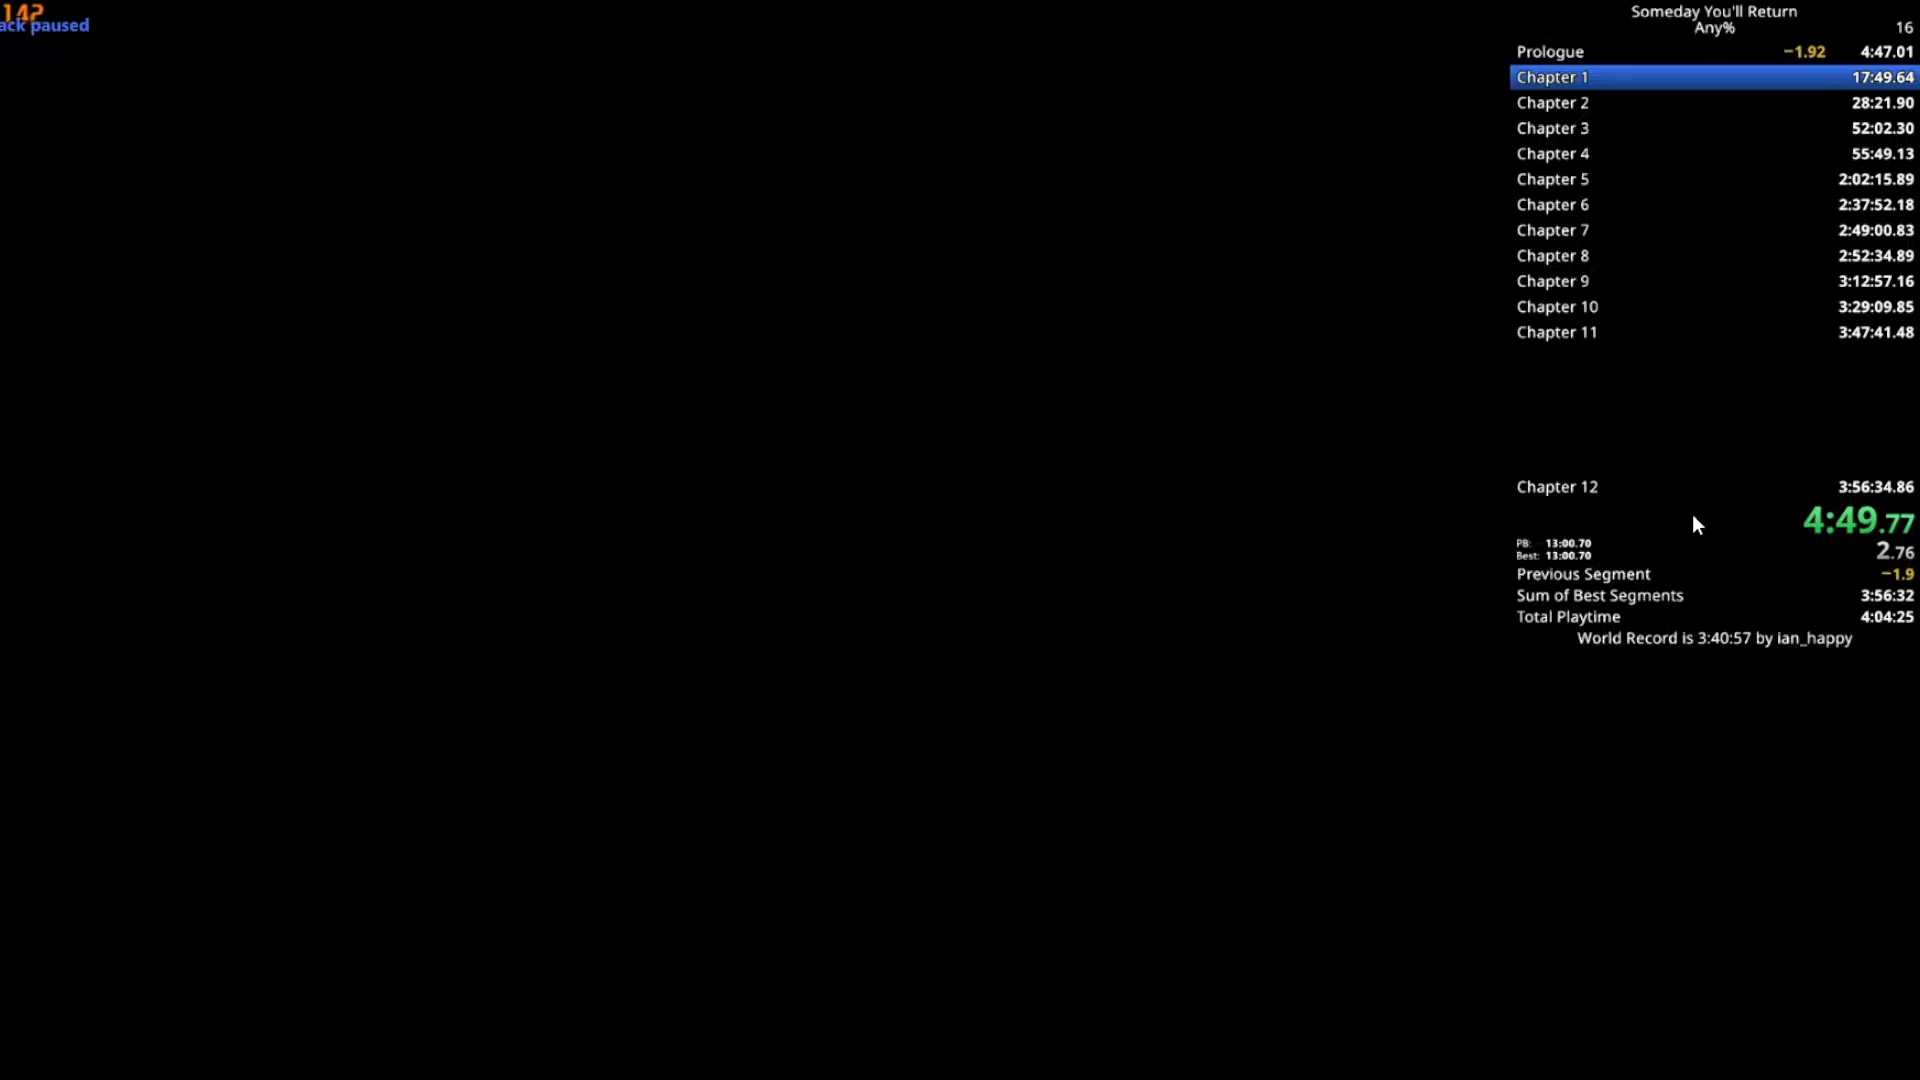 142
ack paused
Someday You'll Return
Any% 16
Prologue −1.92 4:47.01
Chapter 1 17:49.64
Chapter 2 28:21.90
Chapter 3 52:02.30
Chapter 4 55:49.13
Chapter 5 2:02:15.89
Chapter 6 2:37:52.18
Chapter 7 2:49:00.83
Chapter 8 2:52:34.89
Chapter 9 3:12:57.16
Chapter 10 3:29:09.85
Chapter 11 3:47:41.48
Chapter 12 3:56:34.86
4:49.77
PB: 13:00.70 2.76
Best: 13:00.70
Previous Segment −1.9
Sum of Best Segments 3:56:32
Total Playtime 4:04:25
World Record is 3:40:57 by ian_happy